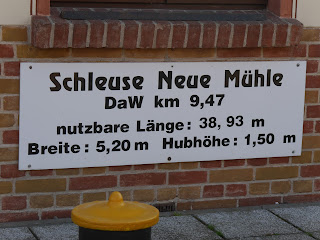 Schleuse Neue Mühle
DaW km 9,47
nutzbare Länge: 38, 93 m
Breite: 5,20 m Hubhöhe: 1,50 m